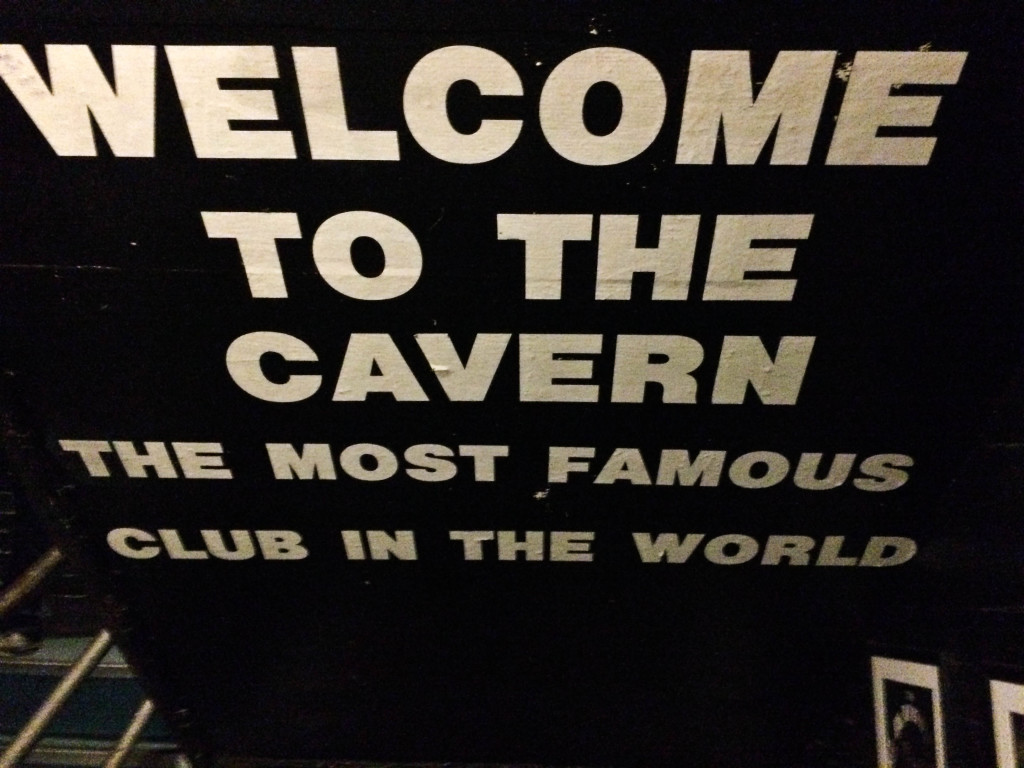 WELCOME
TO THE
CAVERN
THE MOST FAMOUS
CLUB IN THE WORLD